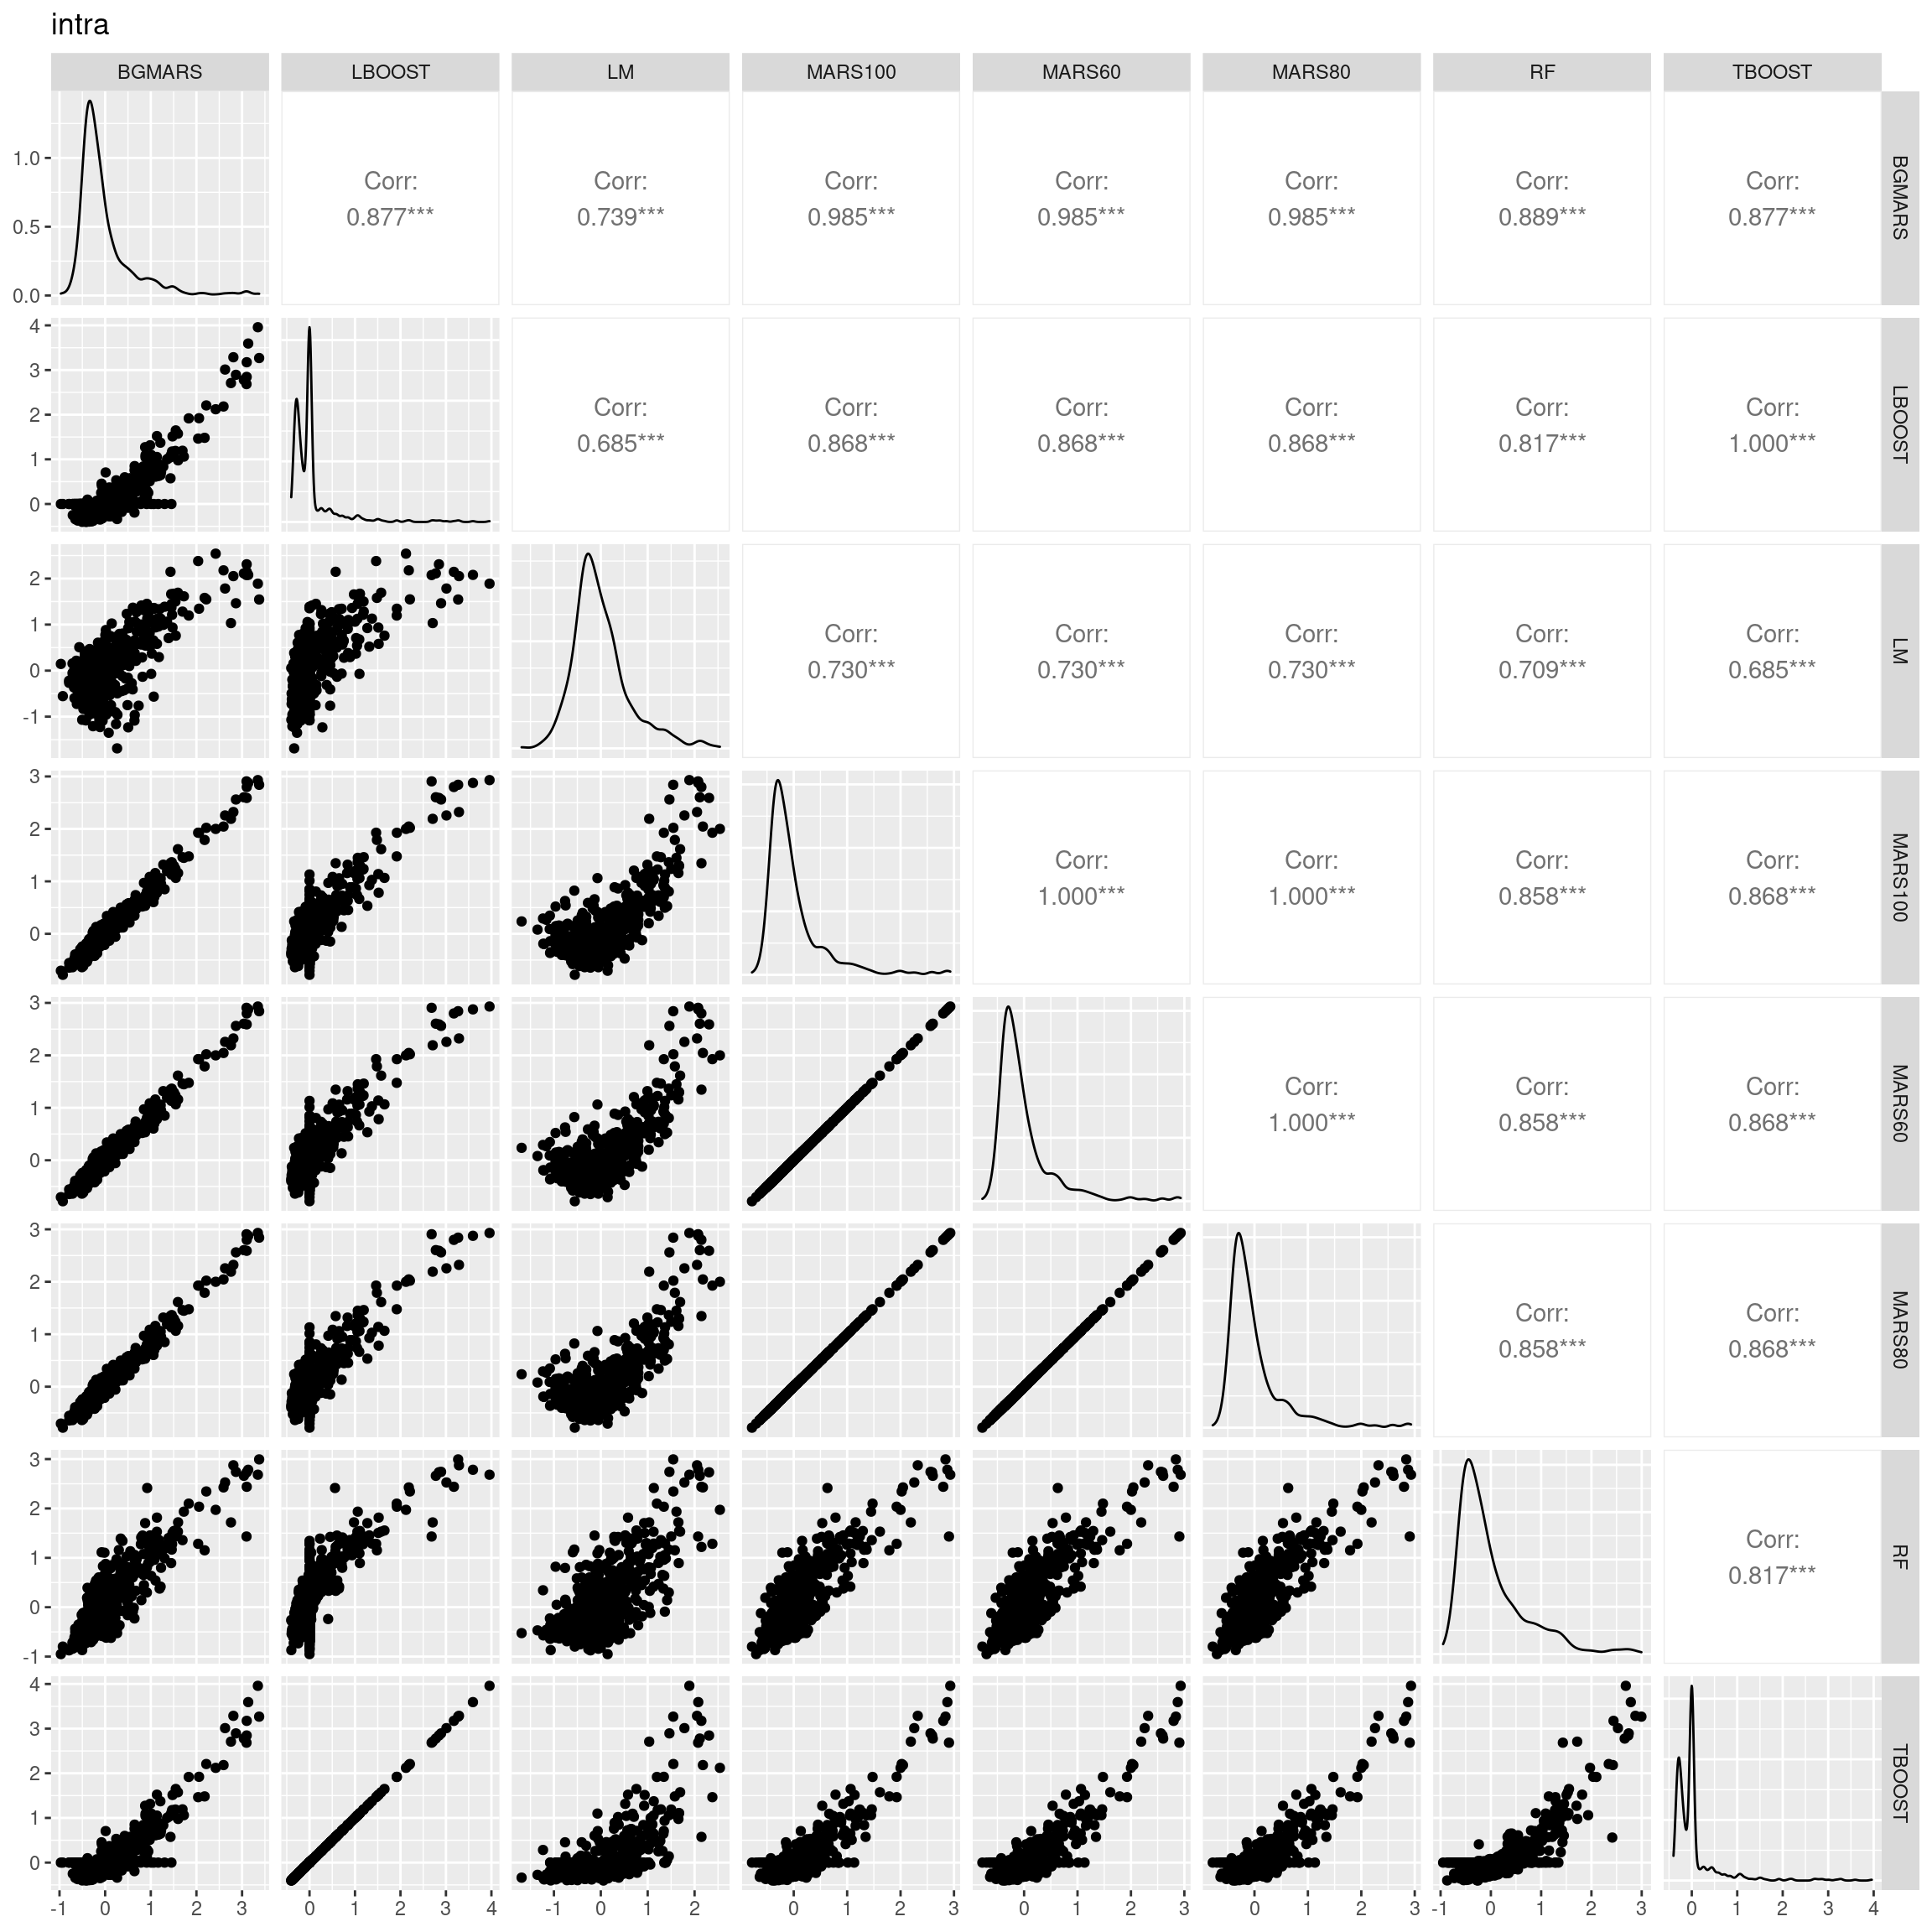 intra
BGMARS LBOOST LM MARS100 MARS60 MARS80 RF TBOOST
Corr: Corr: Corr: Corr: Corr: Corr: Corr:
0.877*** 0.739*** 0.985*** 0.985*** 0.985*** 0.889*** 0.877***
1.0
0.5
0.0
BGMARS
Corr: Corr: Corr: Corr: Corr: Corr:
0.685*** 0.868*** 0.868*** 0.868*** 0.817*** 1.000***
4
3
2
1
0
LBOOST
Corr: Corr: Corr: Corr: Corr:
0.730*** 0.730*** 0.730*** 0.709*** 0.685***
2
1
0
-1
LM
Corr: Corr: Corr: Corr:
1.000*** 1.000*** 0.858*** 0.868***
3
2
1
0
MARS100
Corr: Corr: Corr:
1.000*** 0.858*** 0.868***
3
2
1
0
MARS60
Corr: Corr:
0.858*** 0.868***
3
2
1
0
MARS80
Corr:
0.817***
3
2
1
0
-1
RF
4
3
2
1
0
TBOOST
-1 0 1 2 3 0 1 2 3 4 -1 0 1 2 0 1 2 3 0 1 2 3 0 1 2 3 -1 0 1 2 3 0 1 2 3 4